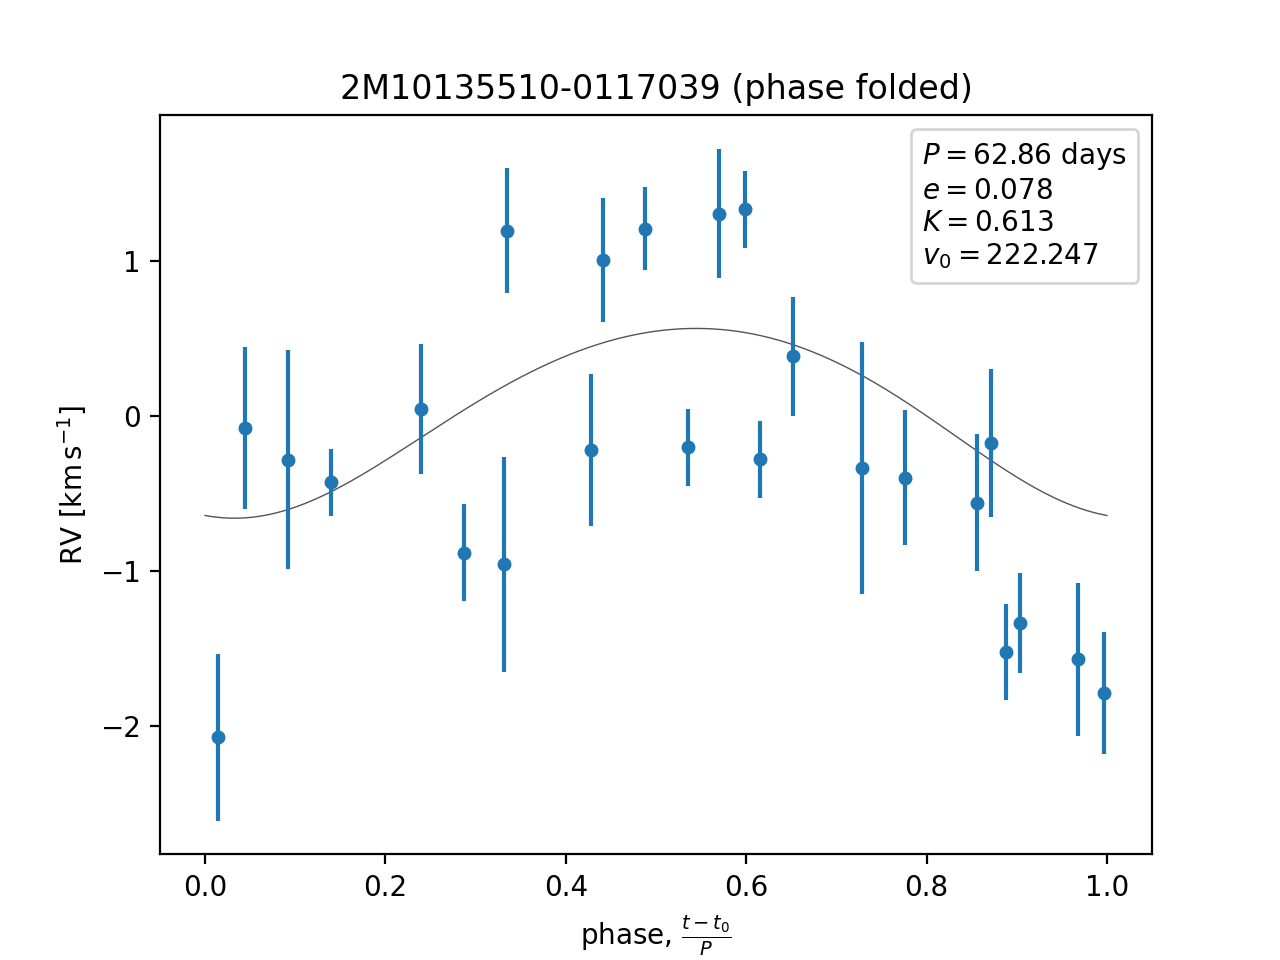 2M10135510-0117039 (phase folded)
P = 62.86 days
e = 0.078
K = 0.613
v₀ = 222.247
1
0
−1
−2
RV [km s⁻¹]
0.0 0.2 0.4 0.6 0.8 1.0
phase, (t − t₀)/P